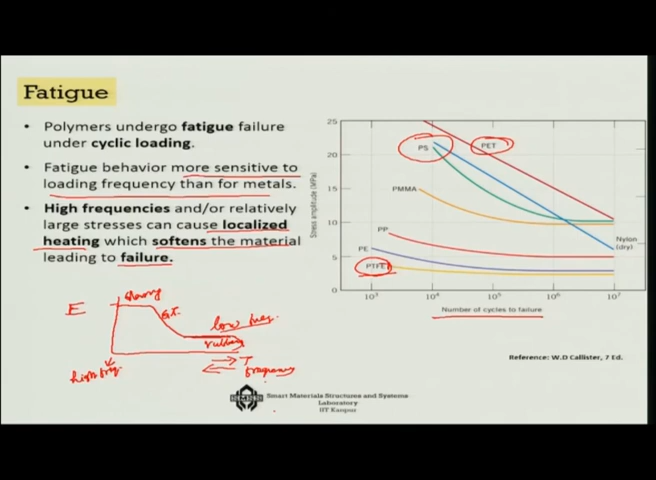 Fatigue
• Polymers undergo fatigue failure
under cyclic loading.
• Fatigue behavior more sensitive to
loading frequency than for metals.
• High frequencies and/or relatively
large stresses can cause localized
heating which softens the material
leading to failure.
E
glassy
G.T.
low freq.
rubbery
T
frequency
high freq.
25
20
15
10
5
0
Stress amplitude (MPa)
PS
PET
PMMA
PP
PE
PTFE
Nylon
(dry)
10³ 10⁴ 10⁵ 10⁶ 10⁷
Number of cycles to failure
Reference: W.D Callister, 7 Ed.
Smart Materials Structures and Systems
Laboratory
IIT Kanpur